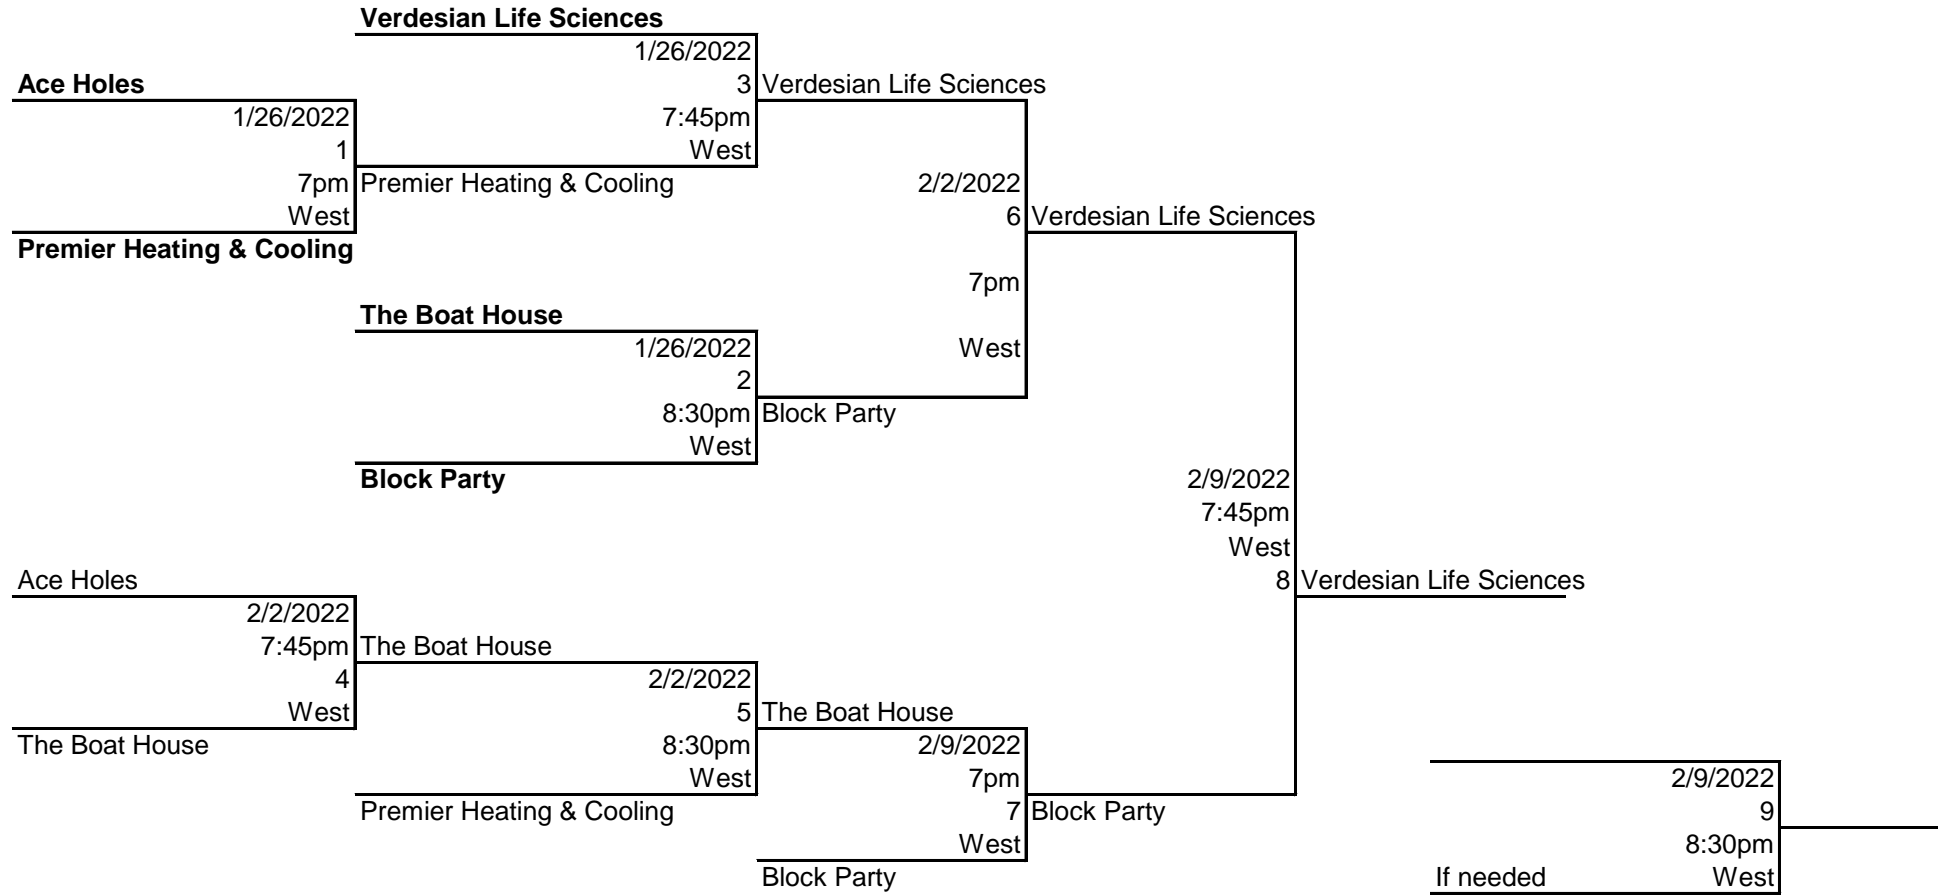 Verdesian Life Sciences
1/26/2022
Ace Holes
3 Verdesian Life Sciences
1/26/2022
7:45pm
1
West
7pm Premier Heating & Cooling
2/2/2022
West
6 Verdesian Life Sciences
Premier Heating & Cooling
7pm
The Boat House
1/26/2022
West
2
8:30pm Block Party
West
Block Party
2/9/2022
7:45pm
West
Ace Holes
8 Verdesian Life Sciences
2/2/2022
7:45pm The Boat House
4
2/2/2022
West
5 The Boat House
The Boat House
8:30pm
2/9/2022
West
7pm
2/9/2022
Premier Heating & Cooling
7 Block Party
9
West
8:30pm
Block Party
If needed
West